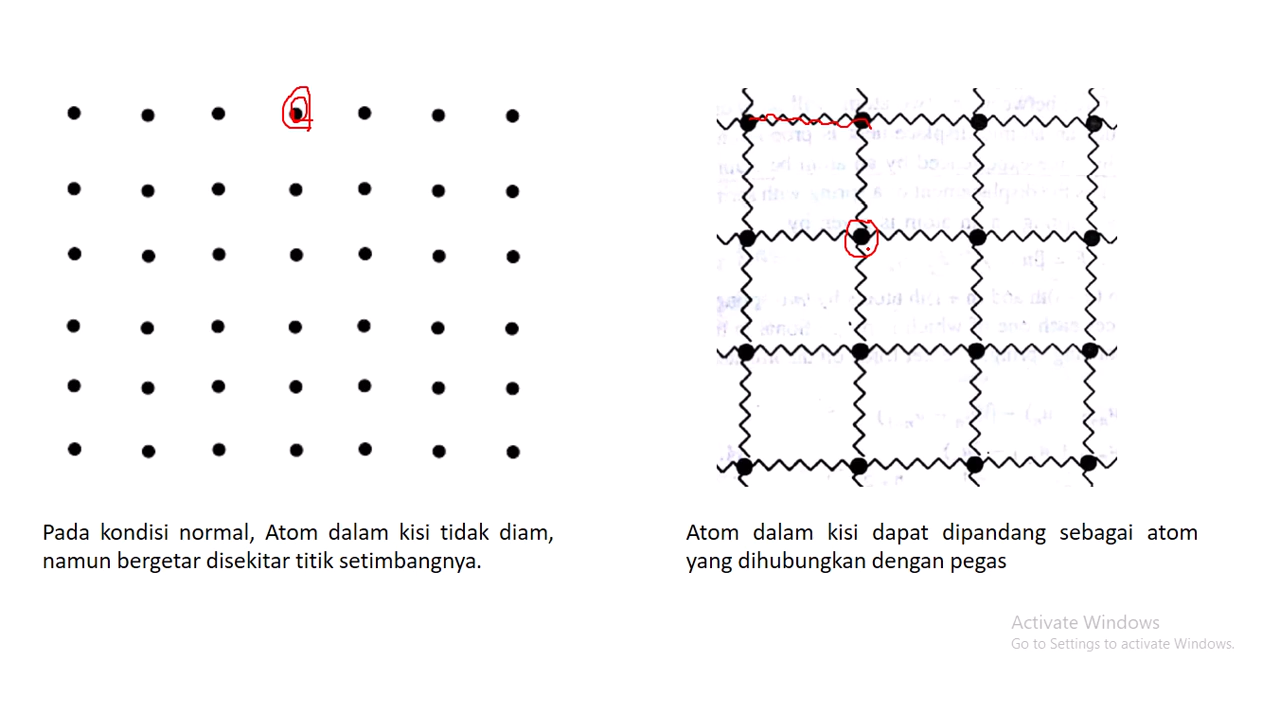 Pada kondisi normal, Atom dalam kisi tidak diam,
namun bergetar disekitar titik setimbangnya.
Atom dalam kisi dapat dipandang sebagai atom
yang dihubungkan dengan pegas
Activate Windows
Go to Settings to activate Windows.